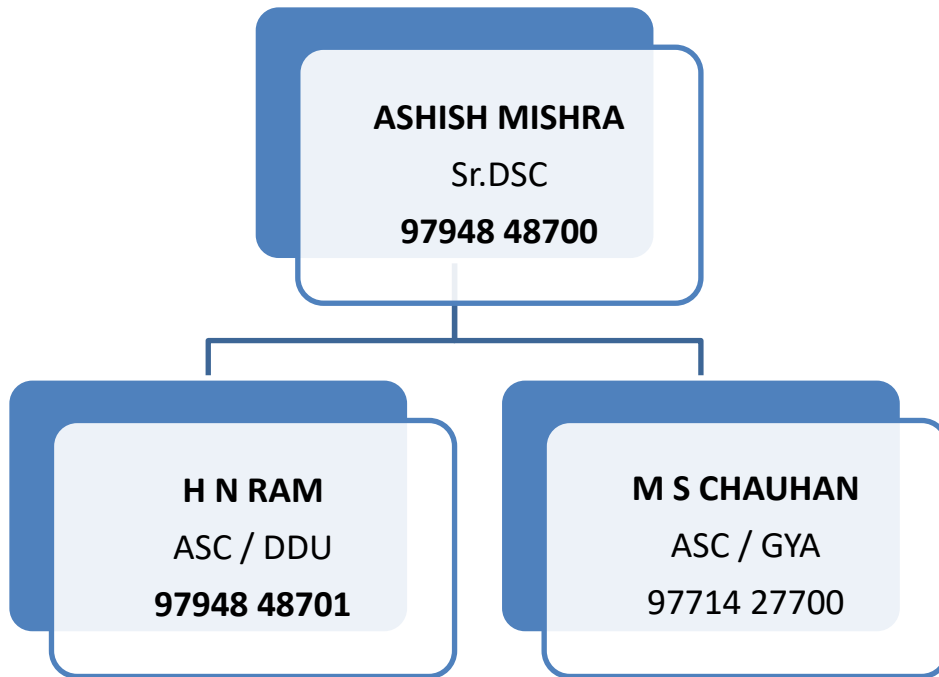 ASHISH MISHRA
Sr.DSC
97948 48700
H N RAM
ASC / DDU
97948 48701
M S CHAUHAN
ASC / GYA
97714 27700